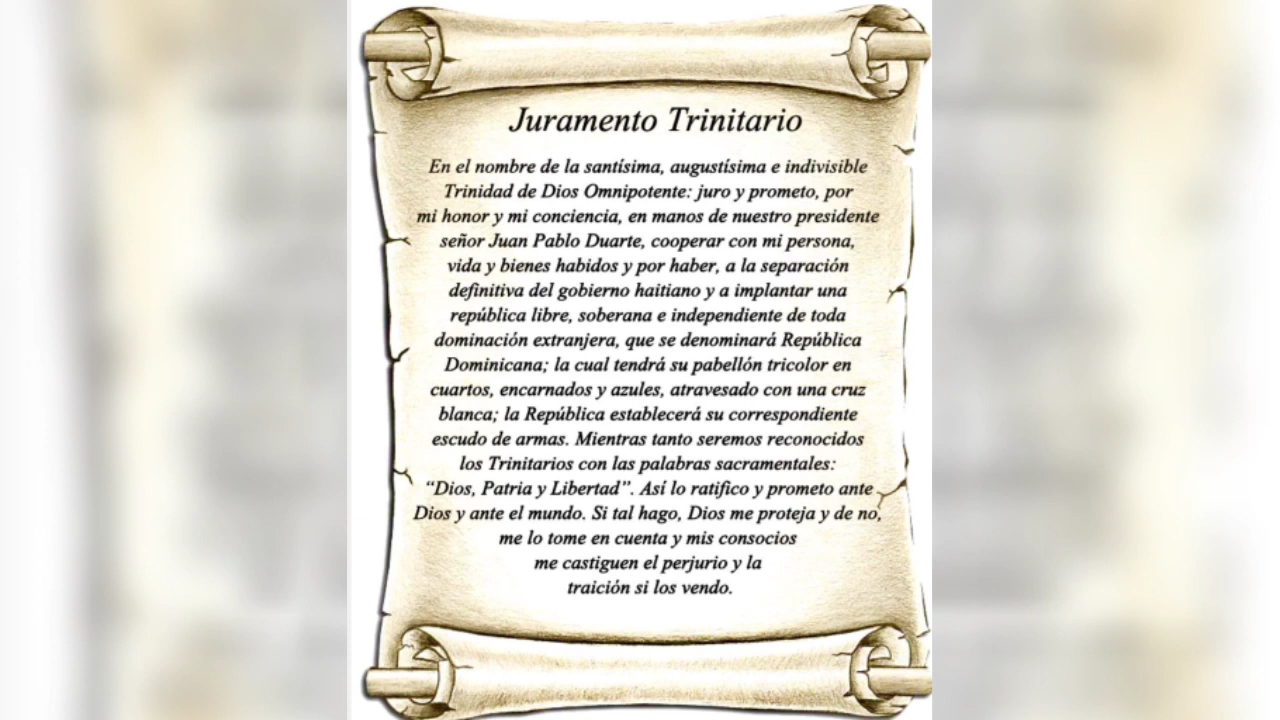 Juramento Trinitario
En el nombre de la santísima, augustísima e indivisible
Trinidad de Dios Omnipotente: juro y prometo, por
mi honor y mi conciencia, en manos de nuestro presidente
señor Juan Pablo Duarte, cooperar con mi persona,
vida y bienes habidos y por haber, a la separación
definitiva del gobierno haitiano y a implantar una
república libre, soberana e independiente de toda
dominación extranjera, que se denominará República
Dominicana; la cual tendrá su pabellón tricolor en
cuartos, encarnados y azules, atravesado con una cruz
blanca; la República establecerá su correspondiente
escudo de armas. Mientras tanto seremos reconocidos
los Trinitarios con las palabras sacramentales:
“Dios, Patria y Libertad”. Así lo ratifico y prometo ante
Dios y ante el mundo. Si tal hago, Dios me proteja y de no,
me lo tome en cuenta y mis consocios
me castiguen el perjurio y la
traición si los vendo.